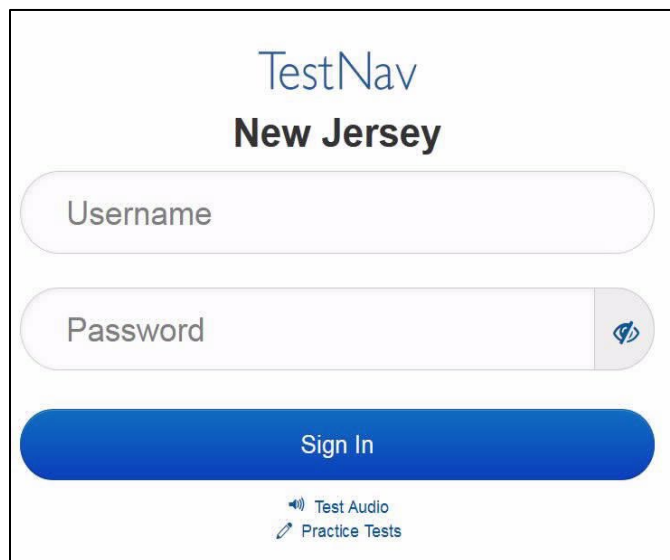 TestNav
New Jersey
Username
Password
Sign In
Test Audio
Practice Tests